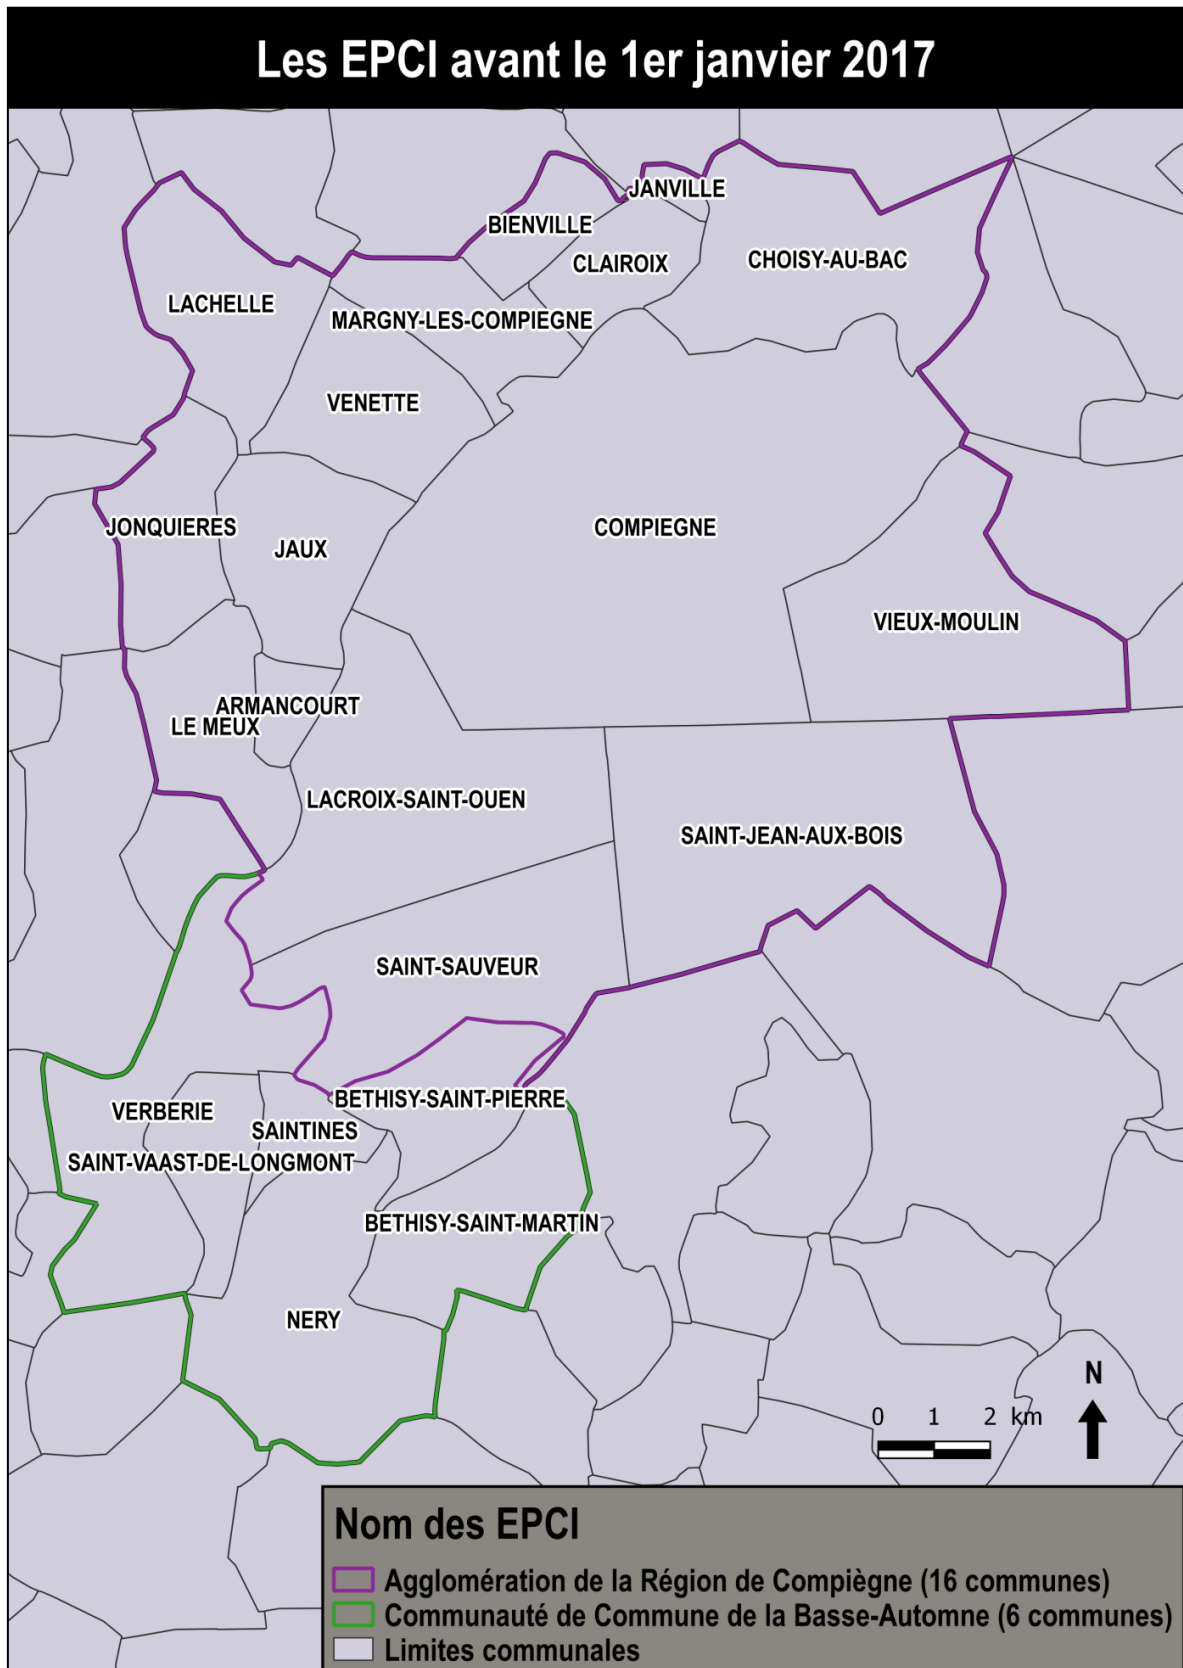 Les EPCI avant le 1er janvier 2017
JANVILLE
BIENVILLE
CLAIROIX
CHOISY-AU-BAC
LACHELLE
MARGNY-LES-COMPIEGNE
VENETTE
JONQUIERES
COMPIEGNE
JAUX
VIEUX-MOULIN
ARMANCOURT
LE MEUX
LACROIX-SAINT-OUEN
SAINT-JEAN-AUX-BOIS
SAINT-SAUVEUR
BETHISY-SAINT-PIERRE
VERBERIE
SAINTINES
SAINT-VAAST-DE-LONGMONT
BETHISY-SAINT-MARTIN
NERY
N
0 1 2 km
Nom des EPCI
Agglomération de la Région de Compiègne (16 communes)
Communauté de Commune de la Basse-Automne (6 communes)
Limites communales